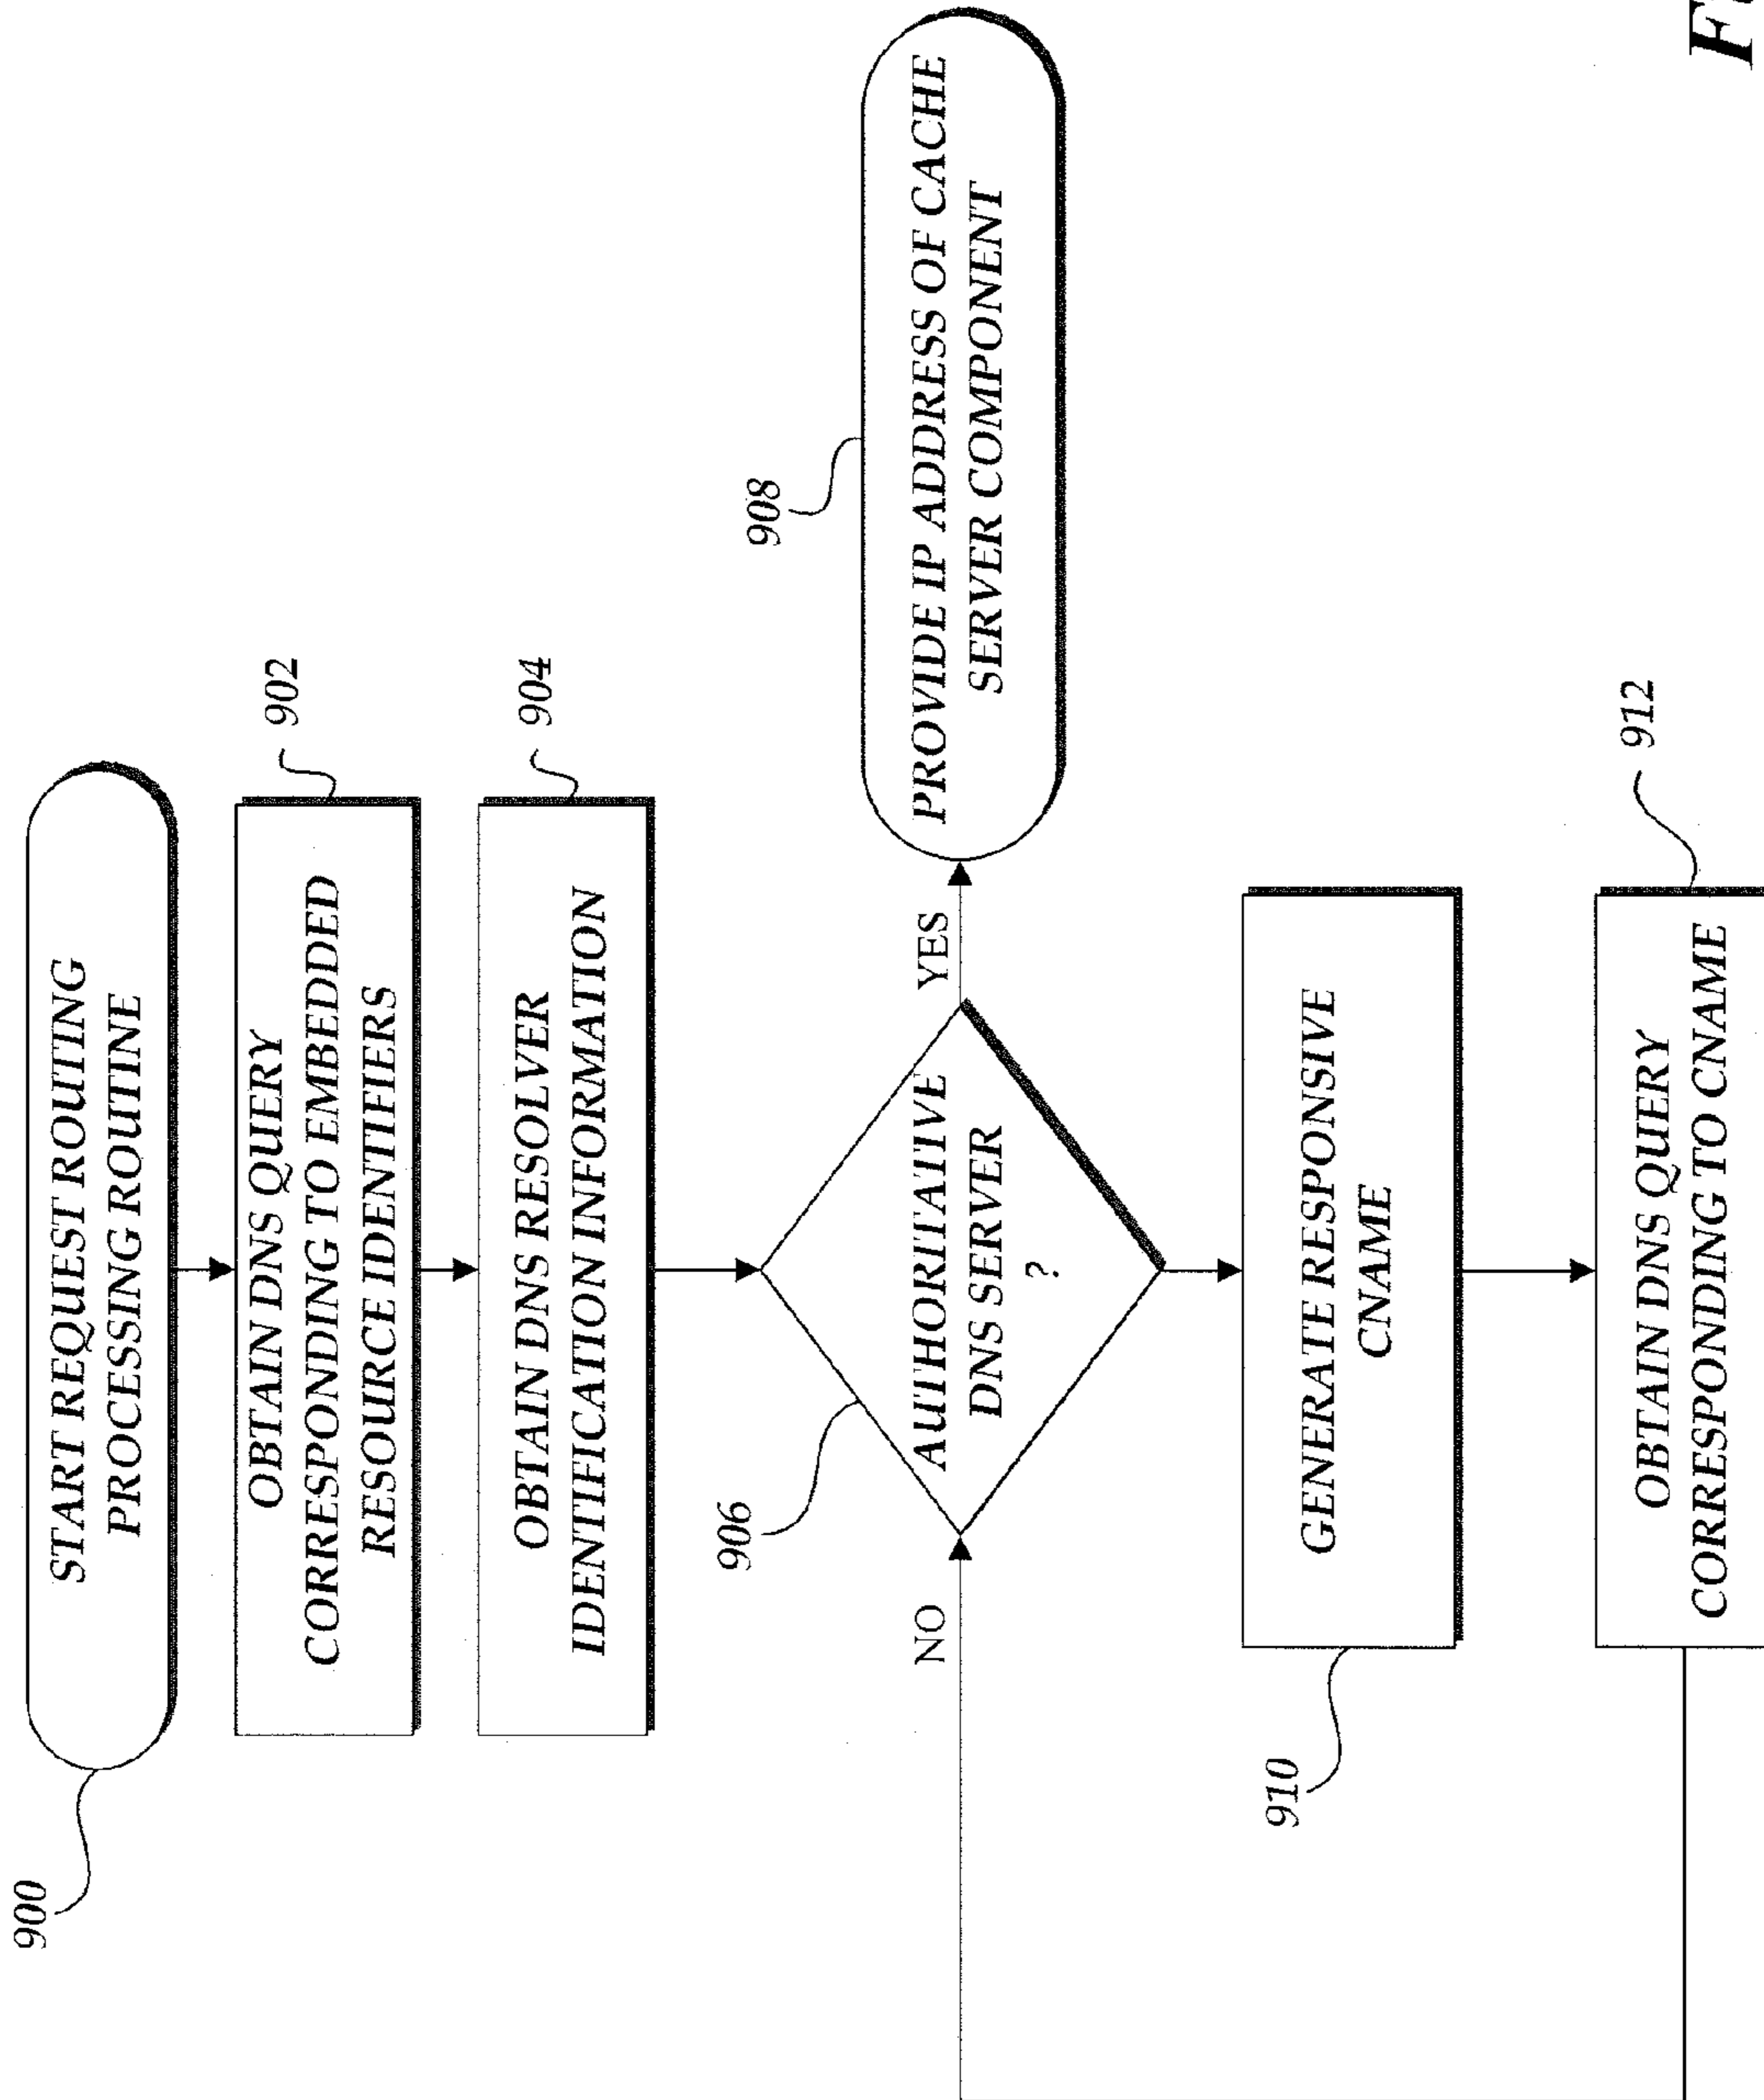 900
START REQUEST ROUTING
PROCESSING ROUTINE
902
OBTAIN DNS QUERY
CORRESPONDING TO EMBEDDED
RESOURCE IDENTIFIERS
904
OBTAIN DNS RESOLVER
IDENTIFICATION INFORMATION
906
AUTHORITATIVE
DNS SERVER
?
NO
YES
908
PROVIDE IP ADDRESS OF CACHE
SERVER COMPONENT
910
GENERATE RESPONSIVE
CNAME
912
OBTAIN DNS QUERY
CORRESPONDING TO CNAME